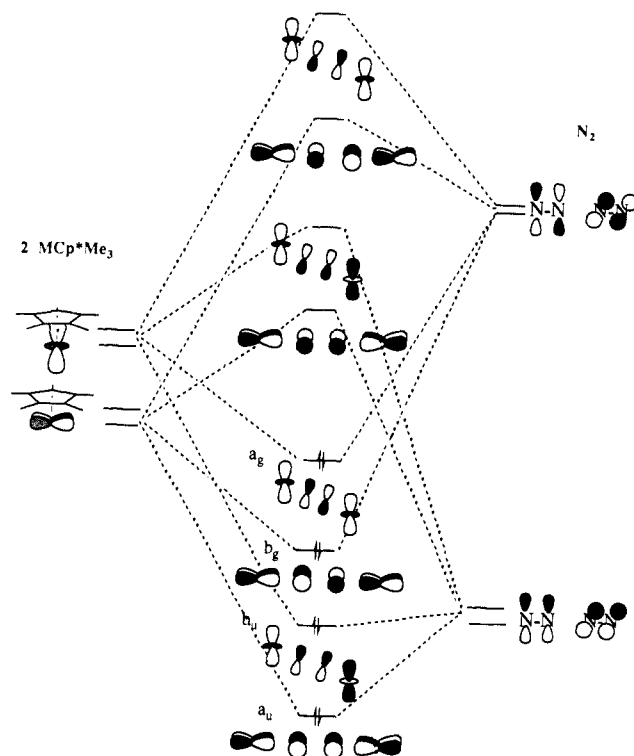 N₂
N-N N-N
2 MCp*Me₃
a_g
b_g
b_u
N-N N-N
a_u